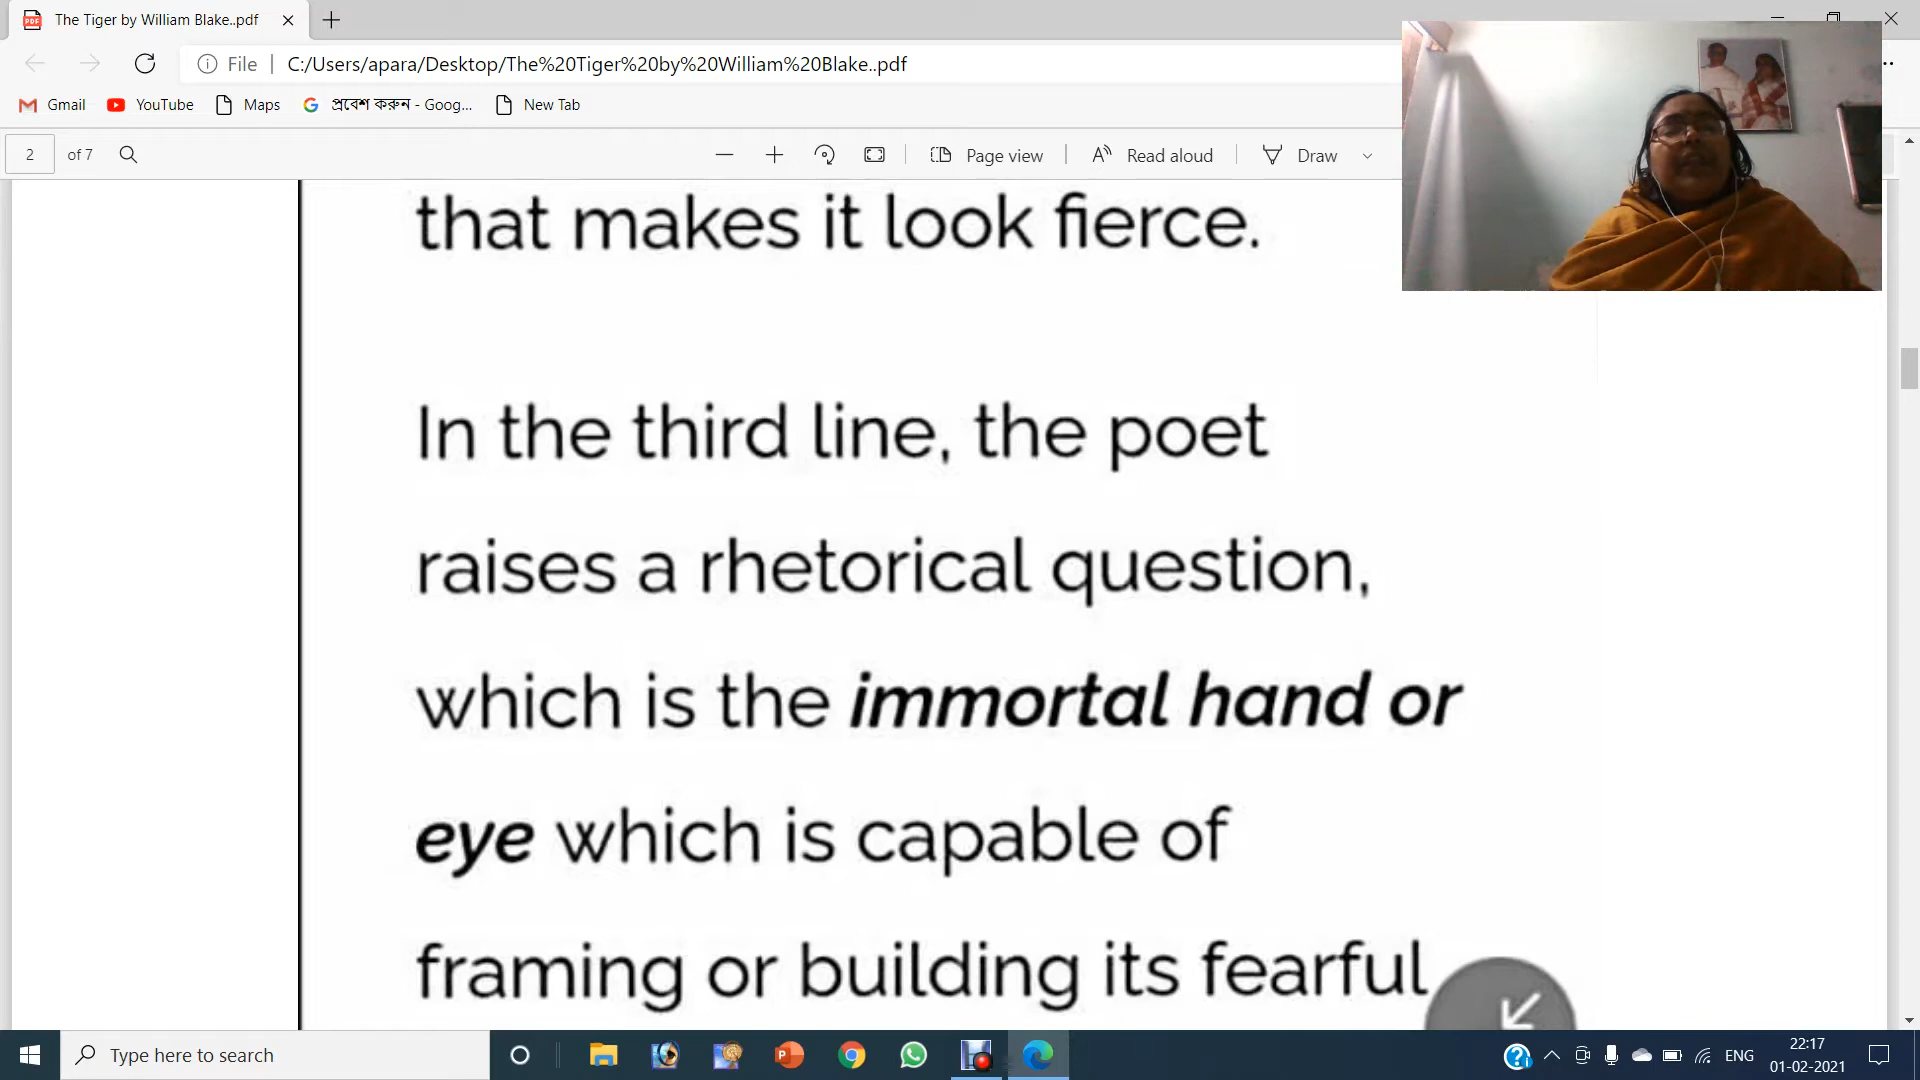 The Tiger by William Blake..pdf
File
C:/Users/apara/Desktop/The%20Tiger%20by%20William%20Blake..pdf
Gmail
YouTube
Maps
প্রবেশ করুন - Goog...
New Tab
2 of 7
Page view
Read aloud
Draw
that makes it look fierce.
In the third line, the poet
raises a rhetorical question,
which is the immortal hand or
eye which is capable of
framing or building its fearful
Type here to search
ENG
22:17
01-02-2021